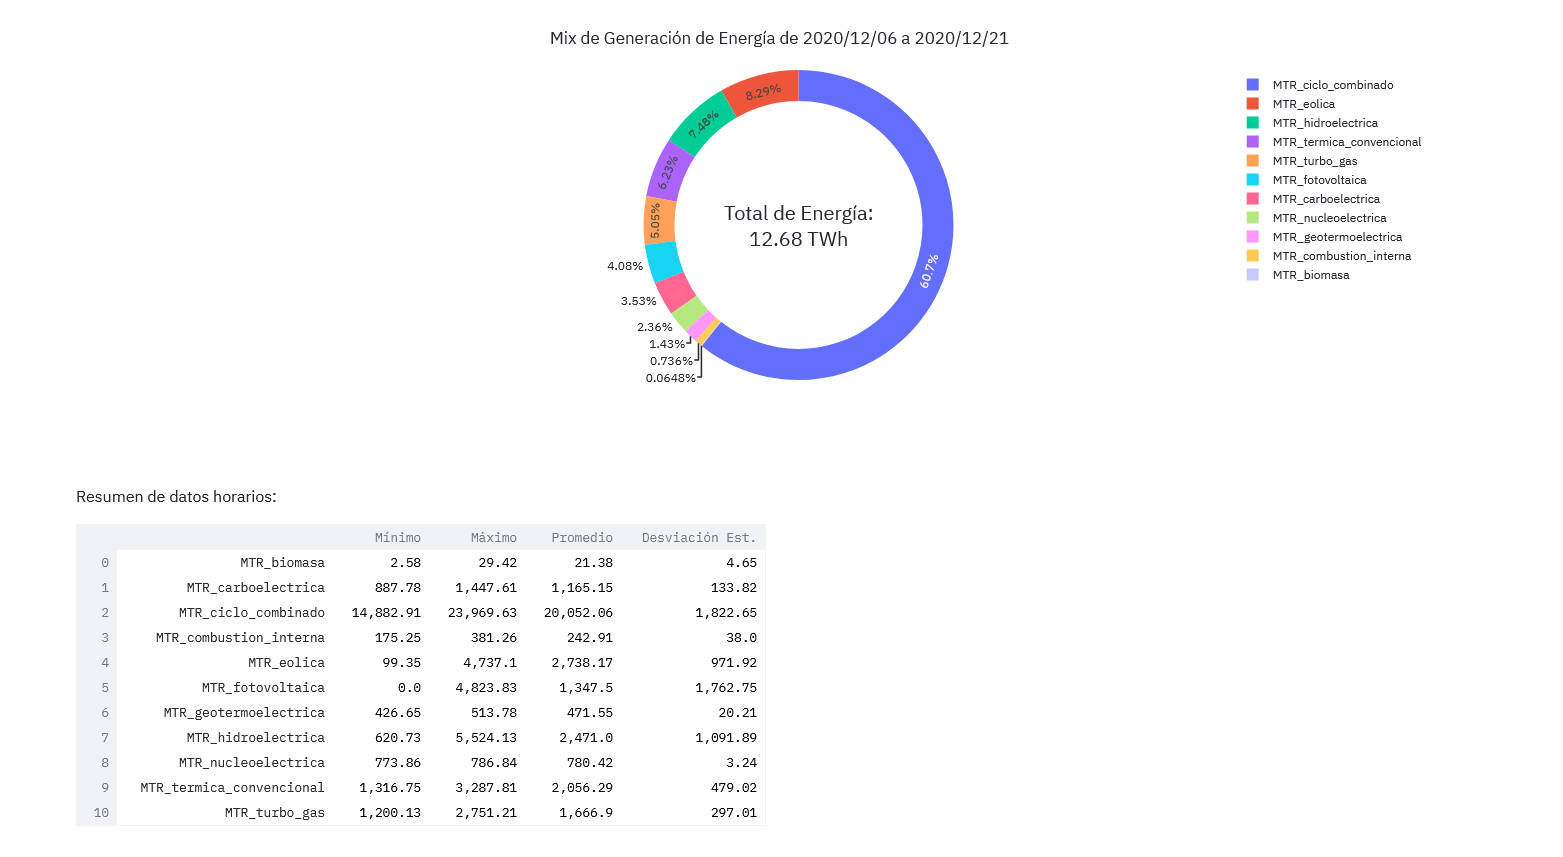 Mix de Generación de Energía de 2020/12/06 a 2020/12/21
8.29%
7.48%
6.23%
5.05%
4.08%
3.53%
2.36%
1.43%
0.736%
0.0648%
60.7%
Total de Energía:
12.68 TWh
MTR_ciclo_combinado
MTR_eolica
MTR_hidroelectrica
MTR_termica_convencional
MTR_turbo_gas
MTR_fotovoltaica
MTR_carboelectrica
MTR_nucleoelectrica
MTR_geotermoelectrica
MTR_combustion_interna
MTR_biomasa
Resumen de datos horarios:
Mínimo Máximo Promedio Desviación Est.
0 MTR_biomasa 2.58 29.42 21.38 4.65
1 MTR_carboelectrica 887.78 1,447.61 1,165.15 133.82
2 MTR_ciclo_combinado 14,882.91 23,969.63 20,052.06 1,822.65
3 MTR_combustion_interna 175.25 381.26 242.91 38.0
4 MTR_eolica 99.35 4,737.1 2,738.17 971.92
5 MTR_fotovoltaica 0.0 4,823.83 1,347.5 1,762.75
6 MTR_geotermoelectrica 426.65 513.78 471.55 20.21
7 MTR_hidroelectrica 620.73 5,524.13 2,471.0 1,091.89
8 MTR_nucleoelectrica 773.86 786.84 780.42 3.24
9 MTR_termica_convencional 1,316.75 3,287.81 2,056.29 479.02
10 MTR_turbo_gas 1,200.13 2,751.21 1,666.9 297.01